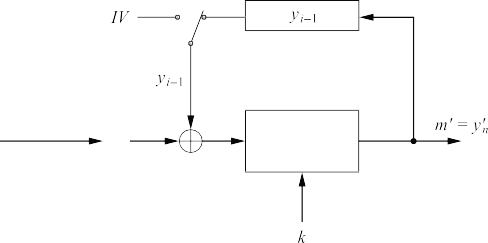 IV
y_{i–1}
y_{i–1}
m′ = y′_n
k